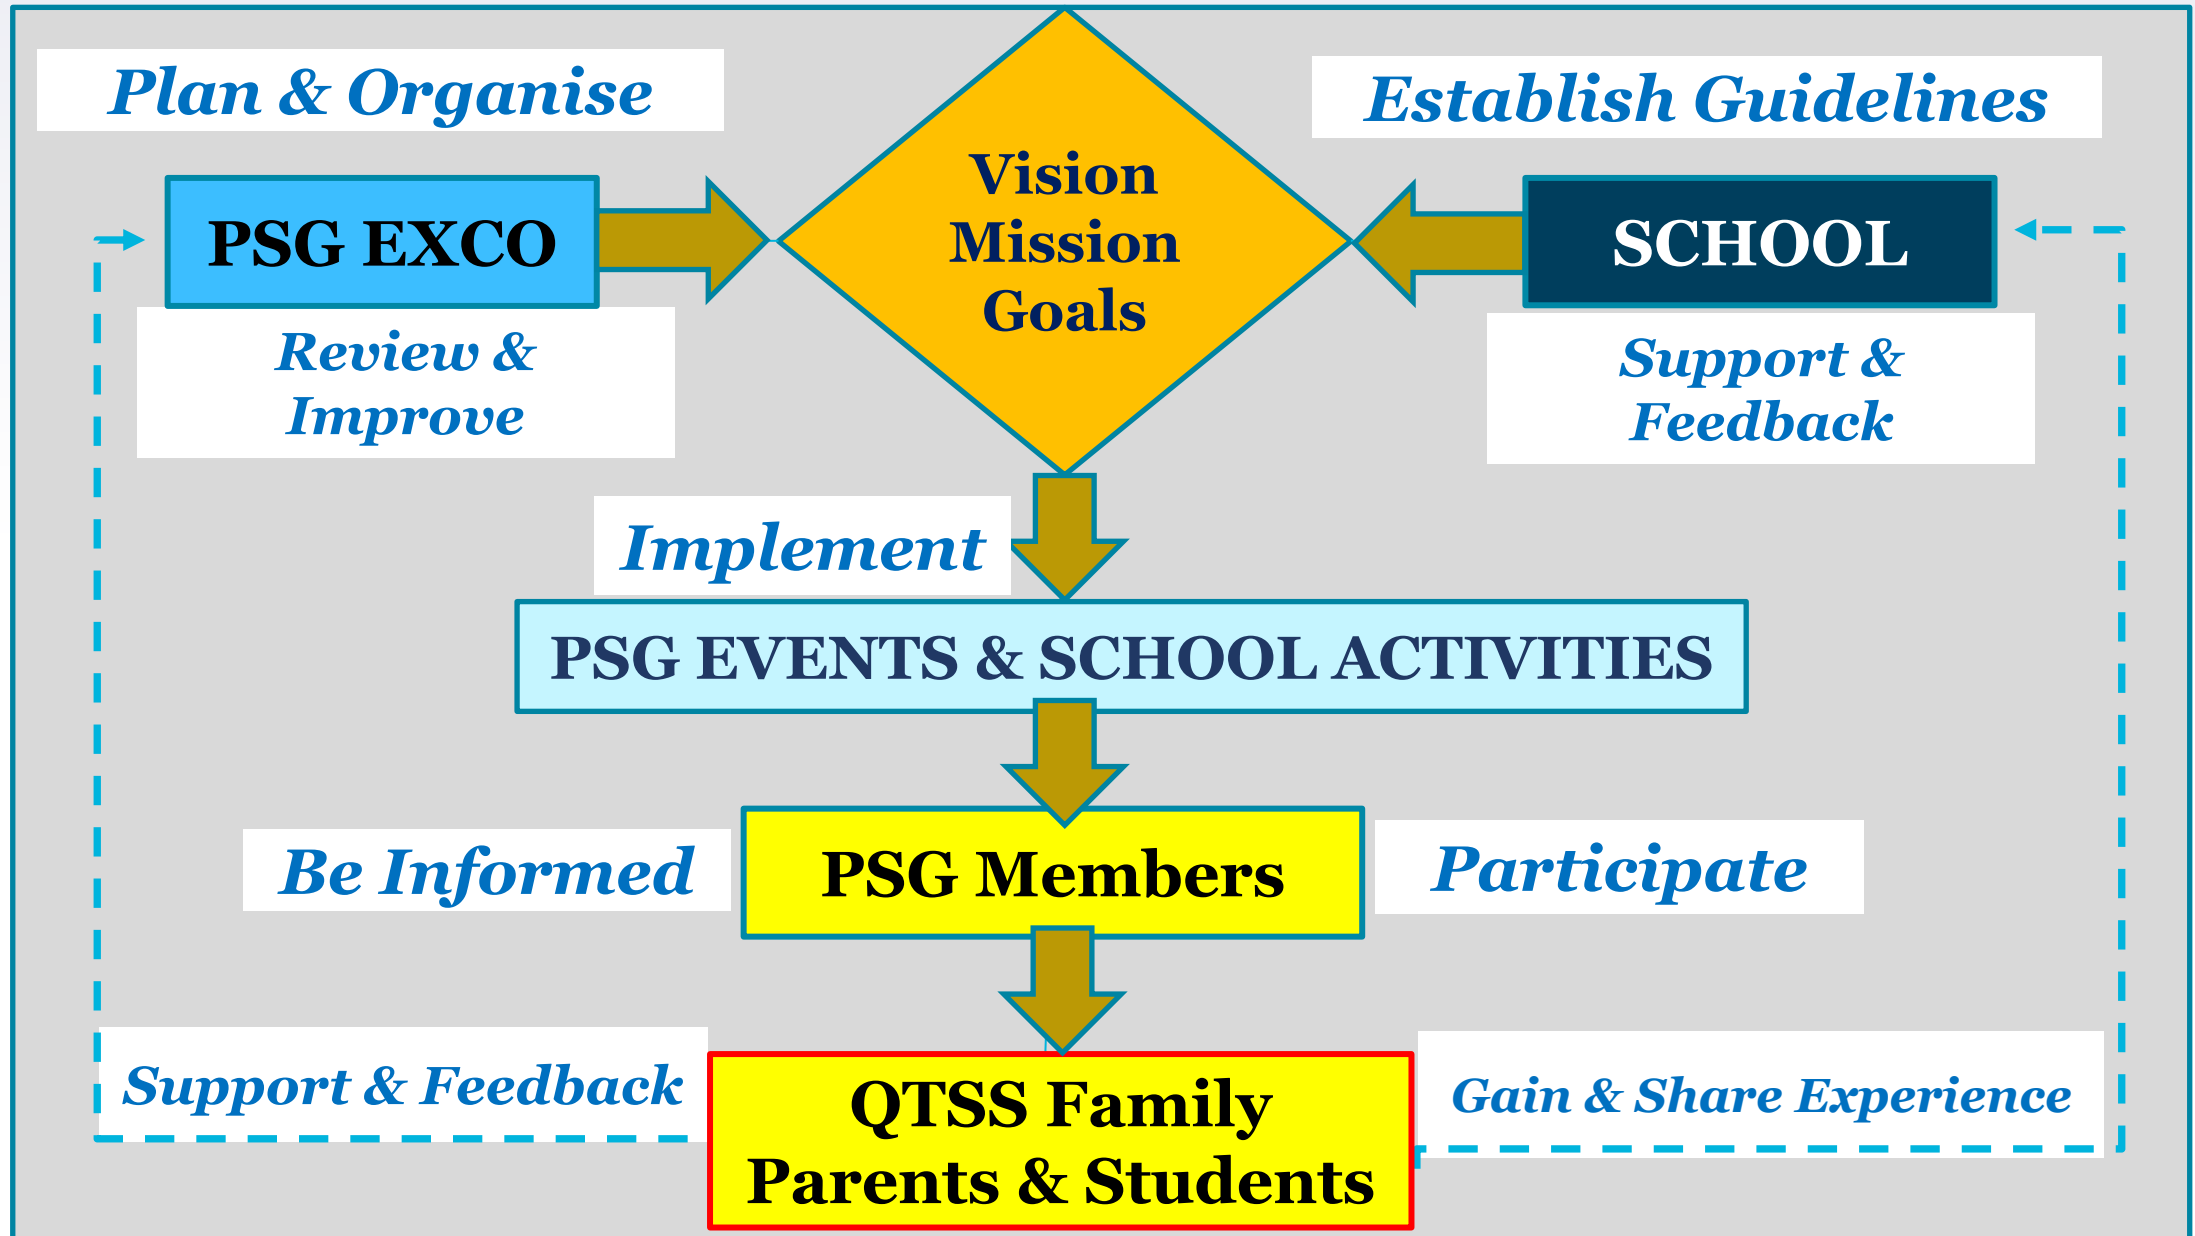 Plan & Organise
Establish Guidelines
Vision
Mission
Goals
PSG EXCO
SCHOOL
Review &
Improve
Support &
Feedback
Implement
PSG EVENTS & SCHOOL ACTIVITIES
Be Informed
PSG Members
Participate
Support & Feedback
QTSS Family
Parents & Students
Gain & Share Experience